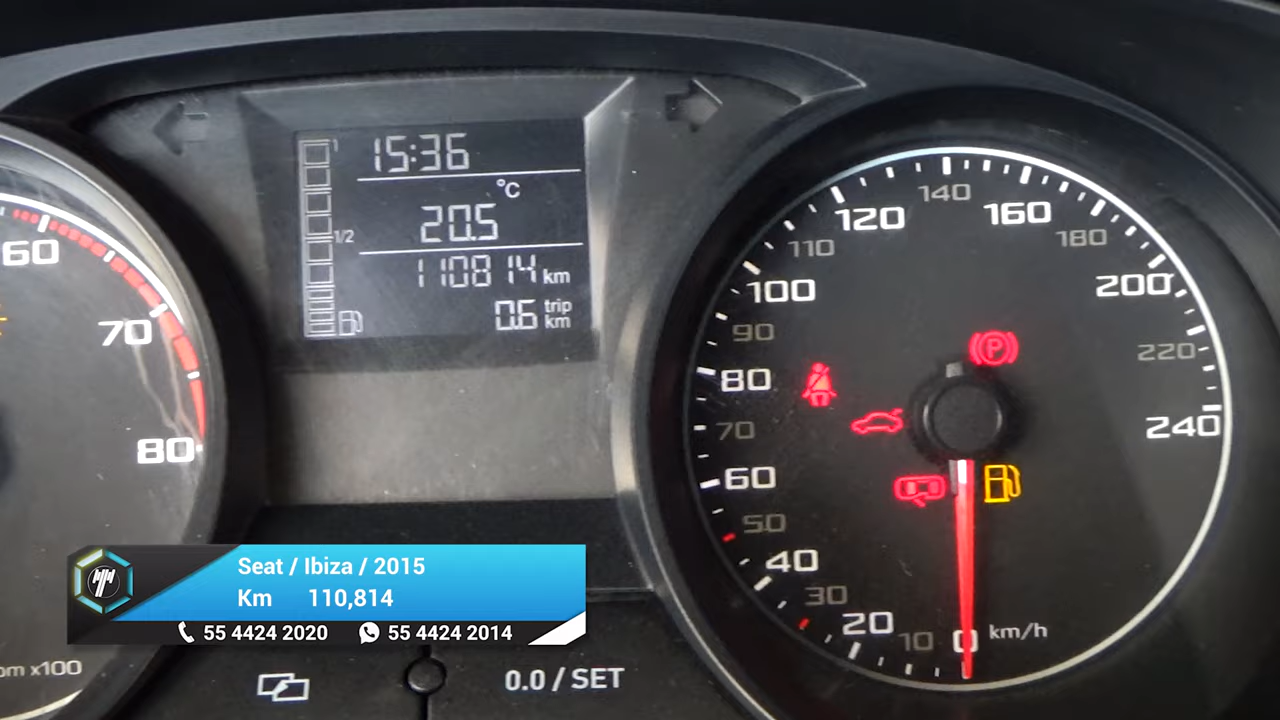 15:36
°C
20.5
1
1/2
110814 km
0.6 trip km
60
70
80
120
140
160
110
180
100
200
90
220
80
240
70
60
50
40
30
20
10
0
km/h
P
Seat / Ibiza / 2015
Km 110,814
55 4424 2020 55 4424 2014
x100
0.0 / SET